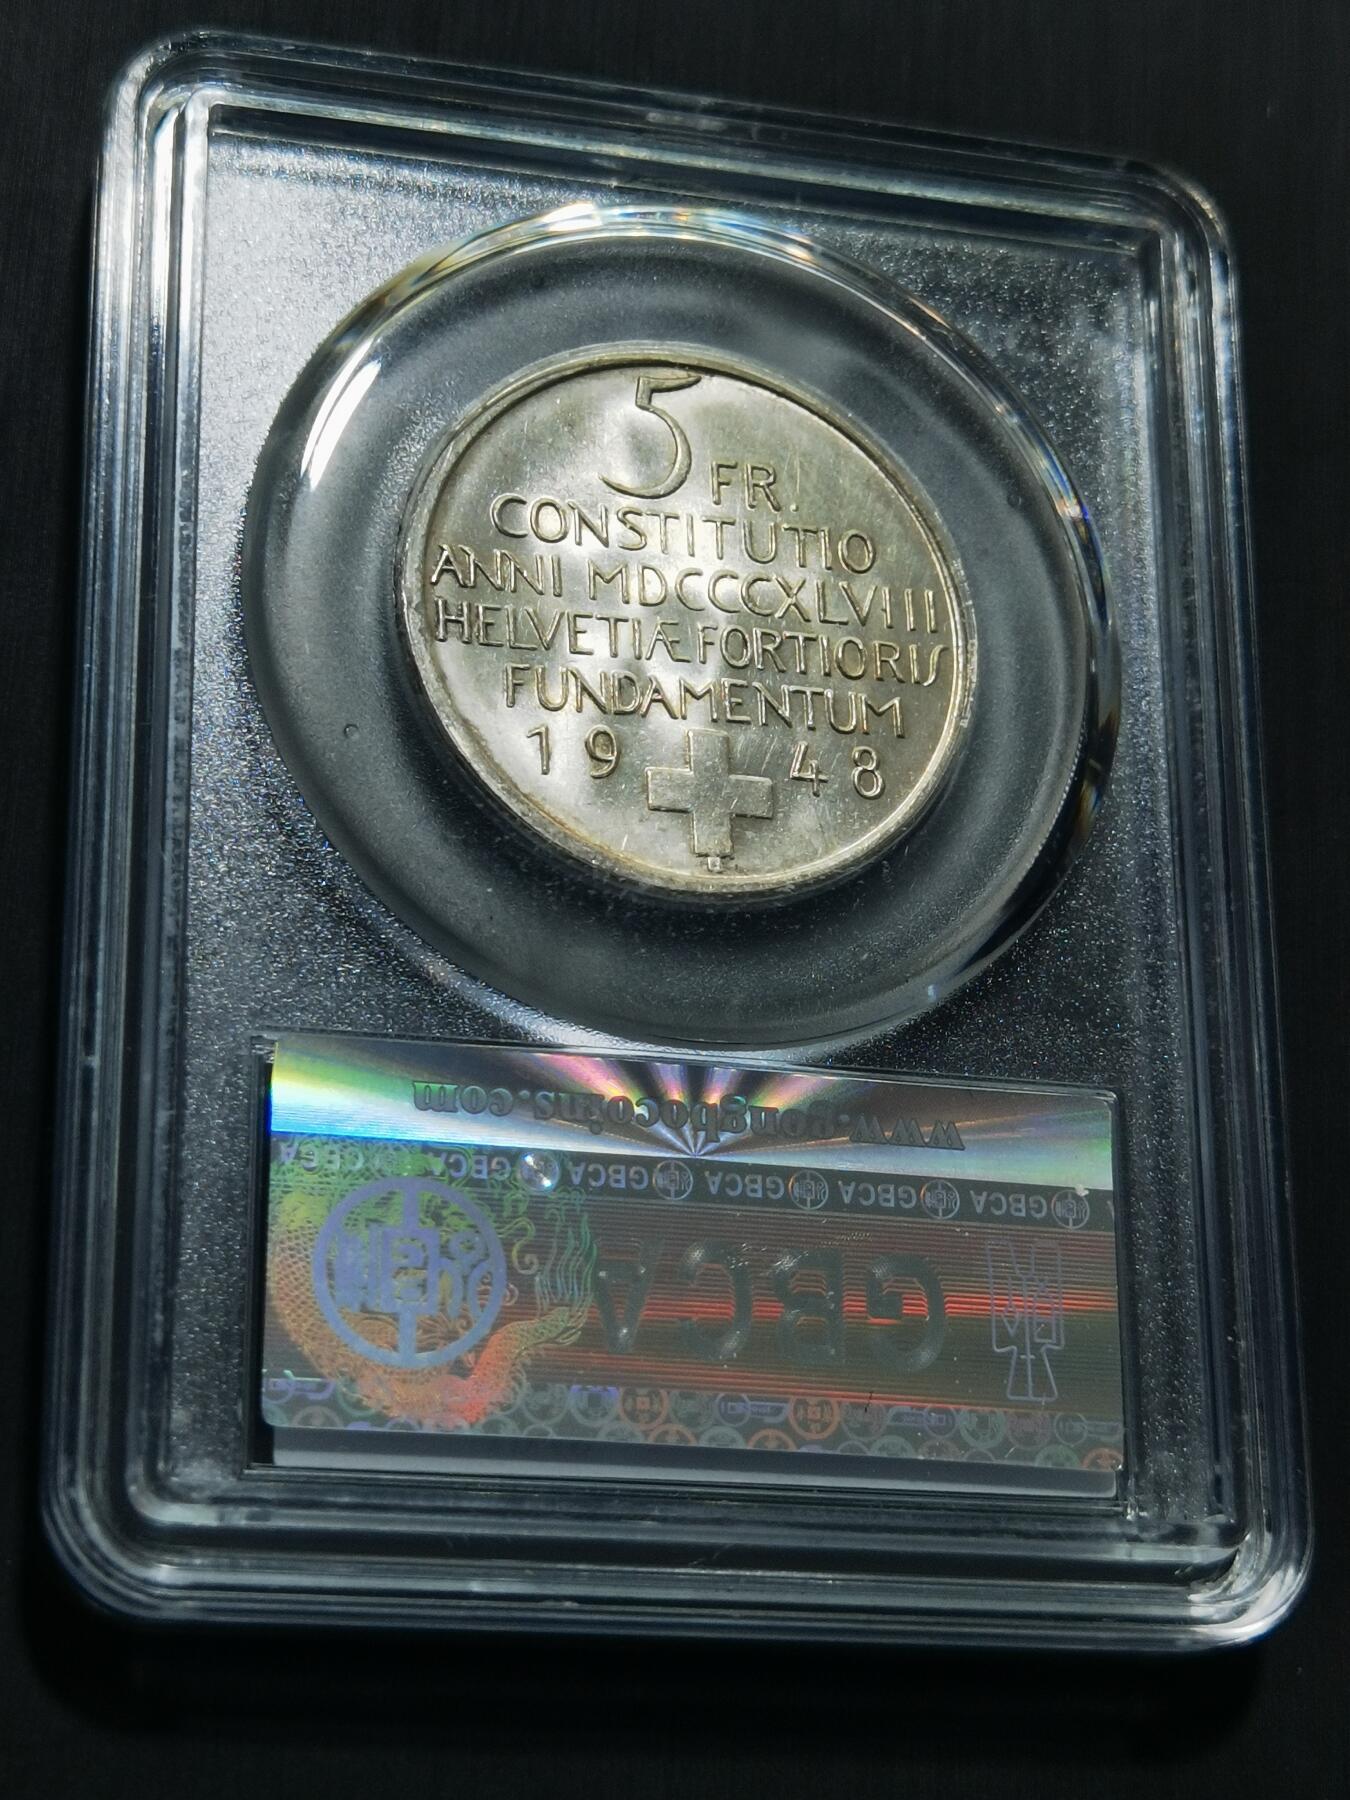 5 FR.
CONSTITUTIO
ANNI MDCCCXLVIII
HELVETIÆ FORTIORIS
FUNDAMENTUM
19 48
www.gongbocoins.com
GBCA GBCA GBCA GBCA GBCA GBCA
GBCA